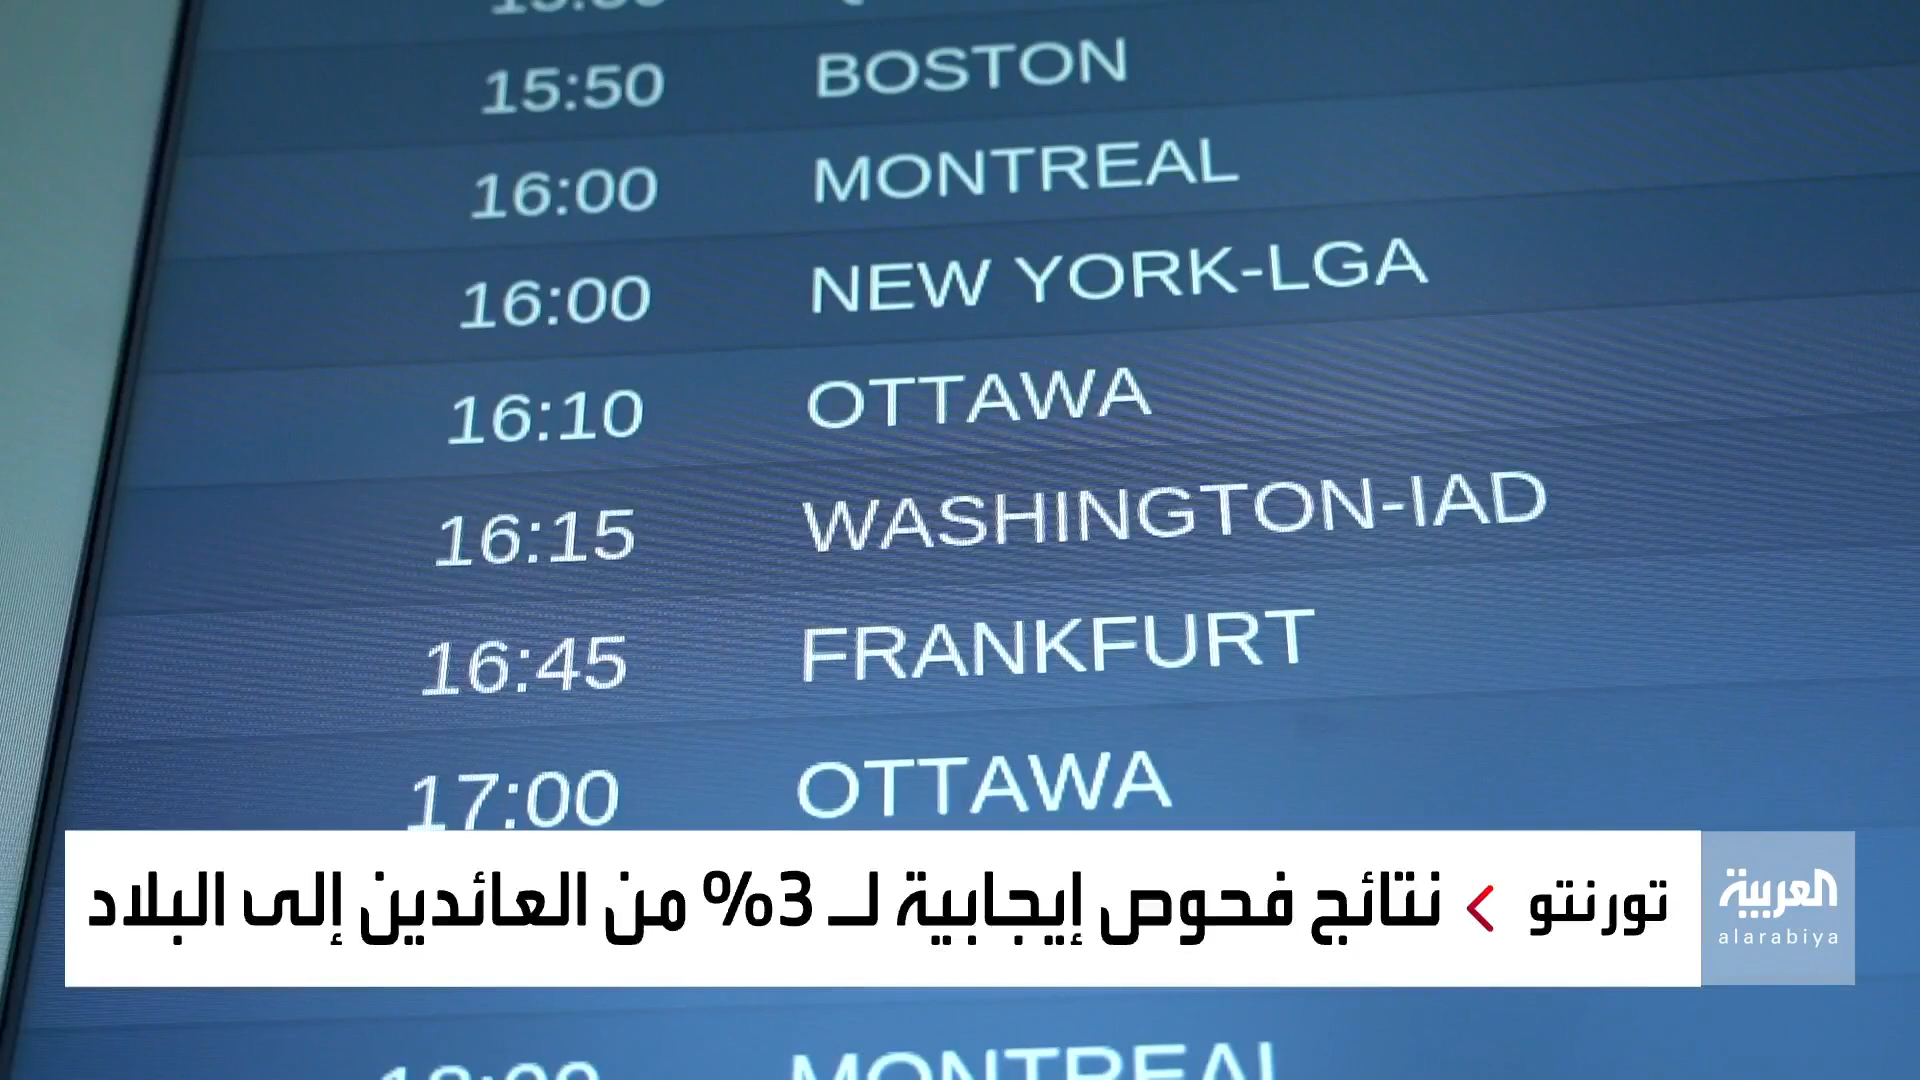 15:50 BOSTON
16:00 MONTREAL
16:00 NEW YORK-LGA
16:10 OTTAWA
16:15 WASHINGTON-IAD
16:45 FRANKFURT
17:00 OTTAWA
تورنتو > نتائج فحوص إيجابية لـ 3% من العائدين إلى البلاد
العربية
alarabiya
MONTREAL